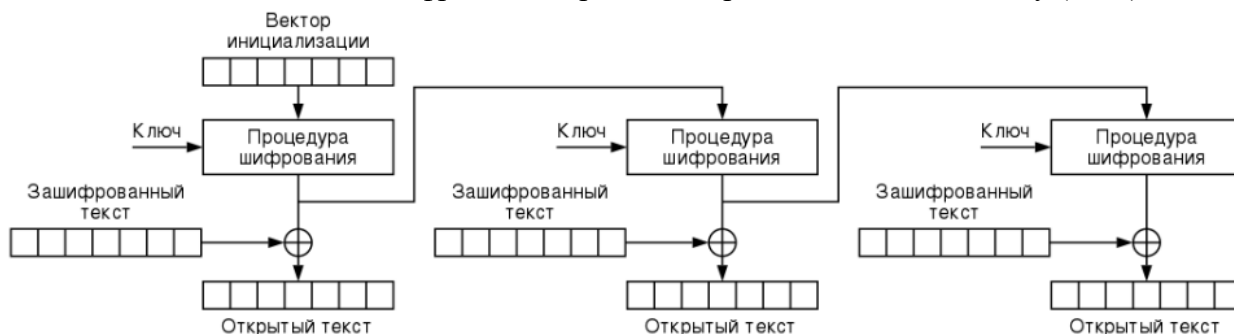 Вектор
инициализации
Ключ
Процедура
шифрования
Ключ
Процедура
шифрования
Ключ
Процедура
шифрования
Зашифрованный
текст
Зашифрованный
текст
Зашифрованный
текст
Открытый текст
Открытый текст
Открытый текст